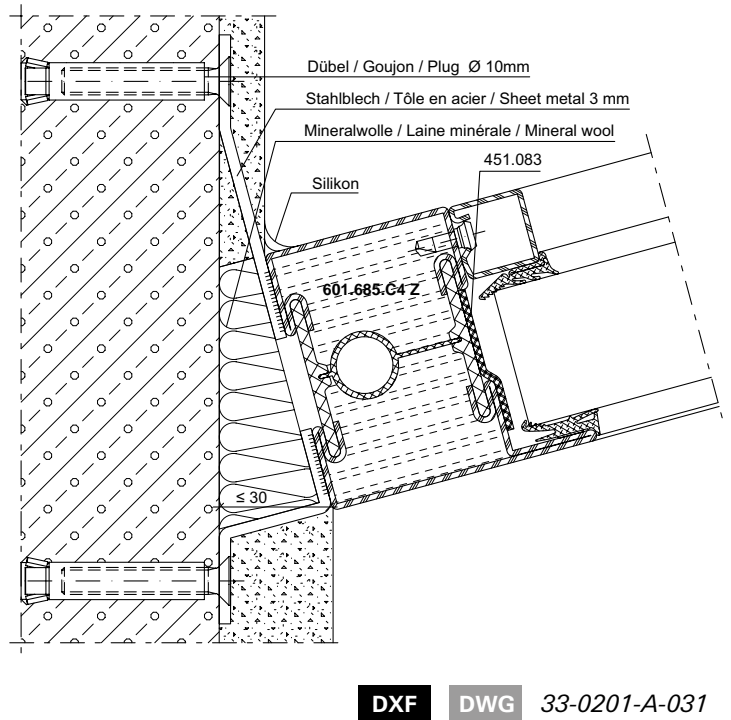 Dübel / Goujon / Plug Ø 10mm
Stahlblech / Tôle en acier / Sheet metal 3 mm
Mineralwolle / Laine minérale / Mineral wool
451.083
Silikon
601.685.C4 Z
≤ 30
DXF DWG 33-0201-A-031